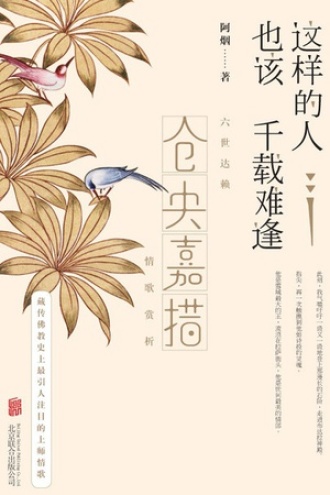 这样的人
也该
千载难逢
阿烟……著
六世达赖
仓央嘉措
情歌赏析
藏传佛教史上最引人注目的上师情歌
北京联合出版公司